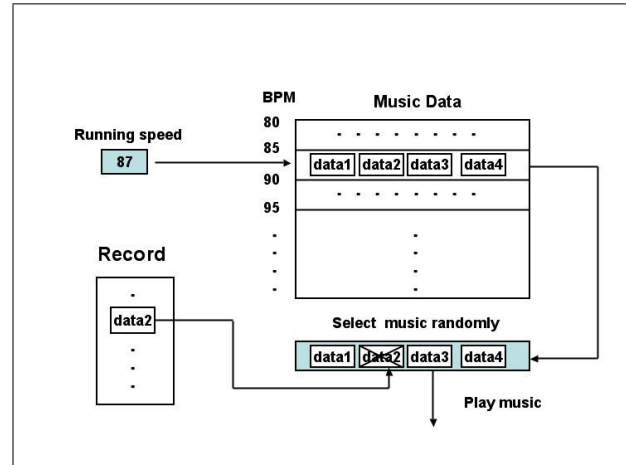 BPM
Music Data
80
Running speed
85
87
data1 data2 data3 data4
90
95
Record
data2
Select music randomly
data1 data2 data3 data4
Play music